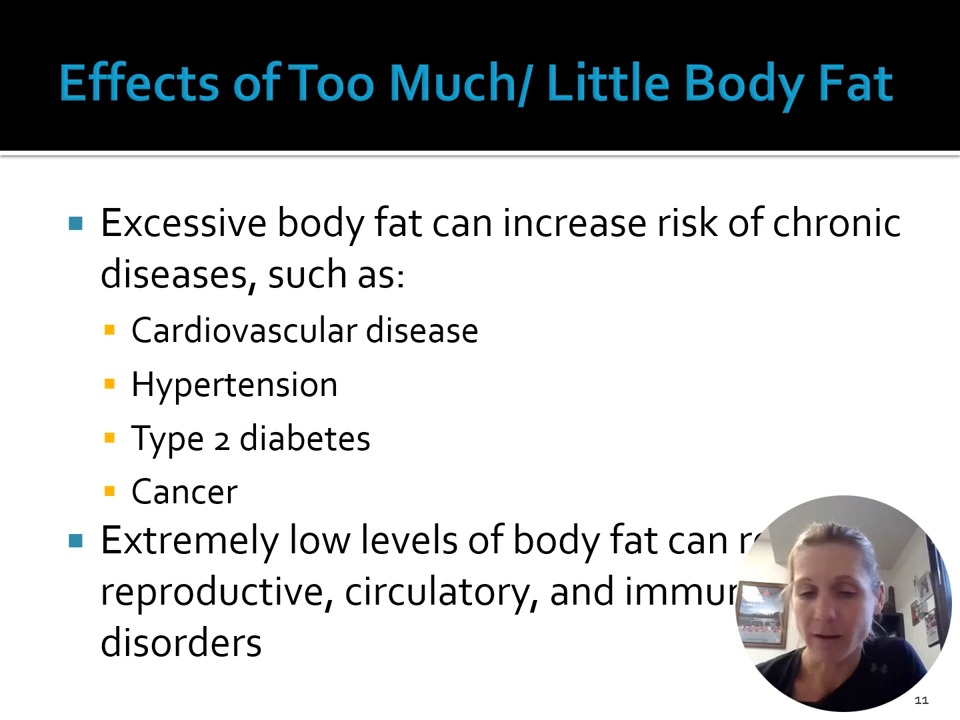 Effects of Too Much/ Little Body Fat
Excessive body fat can increase risk of chronic
diseases, such as:
Cardiovascular disease
Hypertension
Type 2 diabetes
Cancer
Extremely low levels of body fat can
reproductive, circulatory, and
disorders
11